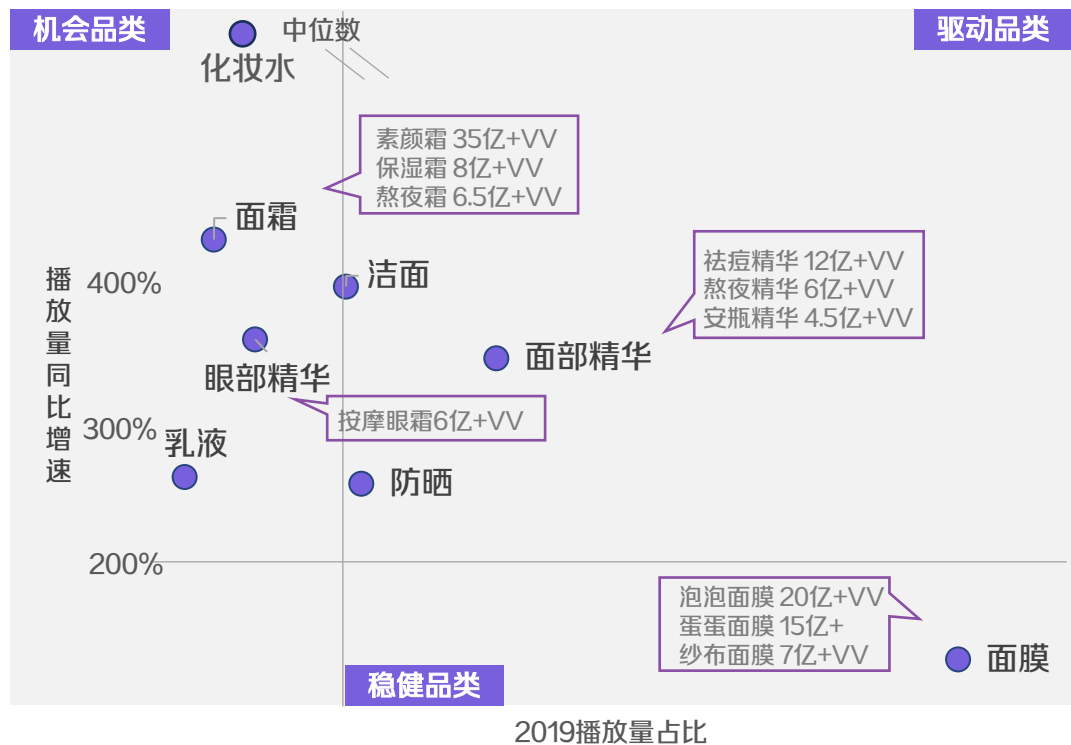 机会品类
中位数
驱动品类
化妆水
素颜霜 35亿+VV
保湿霜 8亿+VV
熬夜霜 6.5亿+VV
面霜
洁面
祛痘精华 12亿+VV
熬夜精华 6亿+VV
安瓶精华 4.5亿+VV
播放量同比增速
400%
面部精华
眼部精华
按摩眼霜6亿+VV
300%
乳液
防晒
200%
泡泡面膜 20亿+VV
蛋蛋面膜 15亿+
纱布面膜 7亿+VV
面膜
稳健品类
2019播放量占比